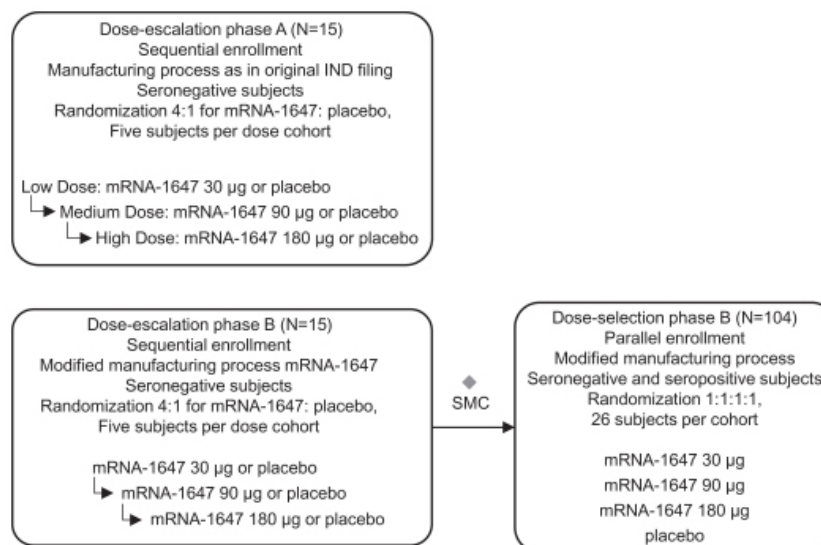 Dose-escalation phase A (N=15)
Sequential enrollment
Manufacturing process as in original IND filing
Seronegative subjects
Randomization 4:1 for mRNA-1647: placebo,
Five subjects per dose cohort
Low Dose: mRNA-1647 30 µg or placebo
Medium Dose: mRNA-1647 90 µg or placebo
High Dose: mRNA-1647 180 µg or placebo
Dose-escalation phase B (N=15)
Sequential enrollment
Modified manufacturing process mRNA-1647
Seronegative subjects
Randomization 4:1 for mRNA-1647: placebo,
Five subjects per dose cohort
mRNA-1647 30 µg or placebo
mRNA-1647 90 µg or placebo
mRNA-1647 180 µg or placebo
SMC
Dose-selection phase B (N=104)
Parallel enrollment
Modified manufacturing process
Seronegative and seropositive subjects
Randomization 1:1:1:1,
26 subjects per cohort
mRNA-1647 30 µg
mRNA-1647 90 µg
mRNA-1647 180 µg
placebo